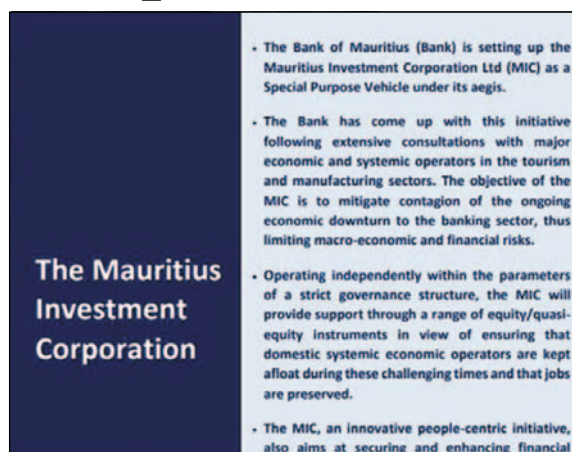 The Mauritius
Investment
Corporation
• The Bank of Mauritius (Bank) is setting up the
Mauritius Investment Corporation Ltd (MIC) as a
Special Purpose Vehicle under its aegis.
• The Bank has come up with this initiative
following extensive consultations with major
economic and systemic operators in the tourism
and manufacturing sectors. The objective of the
MIC is to mitigate contagion of the ongoing
economic downturn to the banking sector, thus
limiting macro-economic and financial risks.
• Operating independently within the parameters
of a strict governance structure, the MIC will
provide support through a range of equity/quasi-
equity instruments in view of ensuring that
domestic systemic economic operators are kept
afloat during these challenging times and that jobs
are preserved.
• The MIC, an innovative people-centric initiative,
also aims at securing and enhancing financial